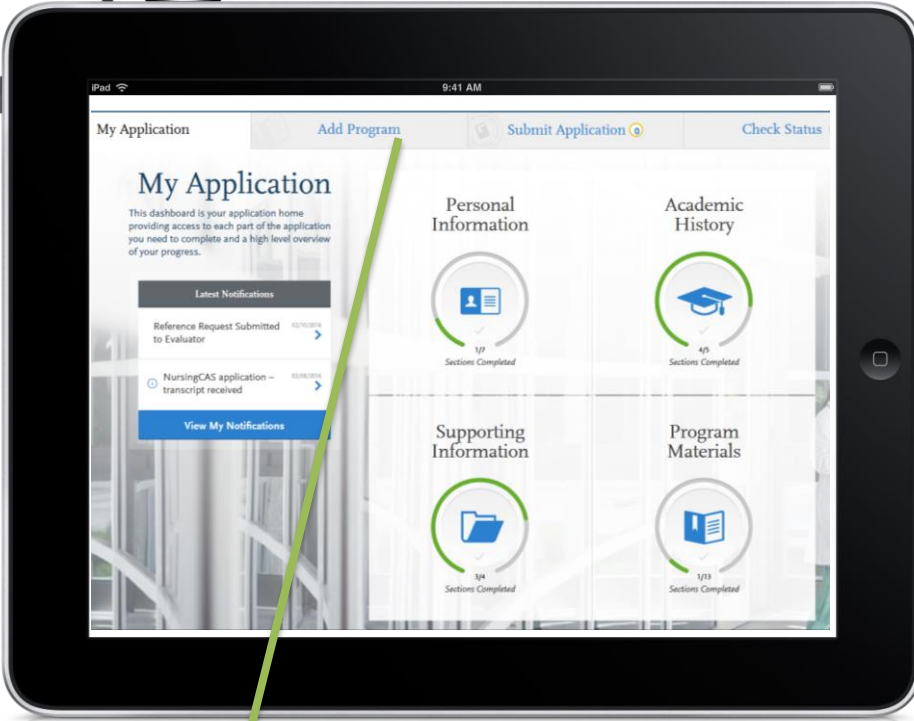 iPad
9:41 AM
My Application
Add Program
Submit Application 0
Check Status
My Application
This dashboard is your application home
providing access to each part of the application
you need to complete and a high level overview
of your progress.
Latest Notifications
Reference Request Submitted
to Evaluator
02/10/2016
NursingCAS application –
transcript received
View My Notifications
Personal
Information
1/7
Sections Completed
Academic
History
4/5
Sections Completed
Supporting
Information
3/4
Sections Completed
Program
Materials
1/13
Sections Completed